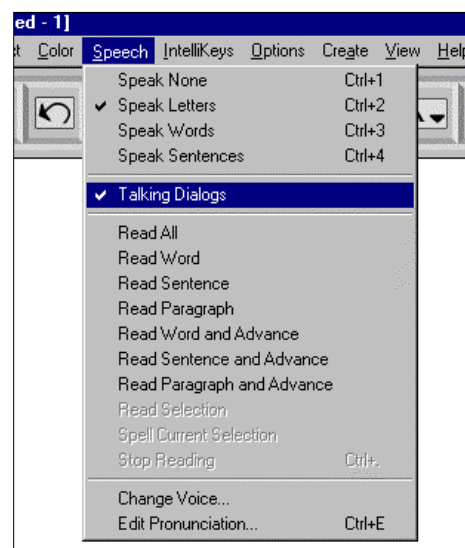 ed - 1]
Color Speech IntelliKeys Options Create View Help
Speak None Ctrl+1
Speak Letters Ctrl+2
Speak Words Ctrl+3
Speak Sentences Ctrl+4
Talking Dialogs
Read All
Read Word
Read Sentence
Read Paragraph
Read Word and Advance
Read Sentence and Advance
Read Paragraph and Advance
Read Selection
Spell Current Selection
Stop Reading Ctrl+.
Change Voice...
Edit Pronunciation... Ctrl+E